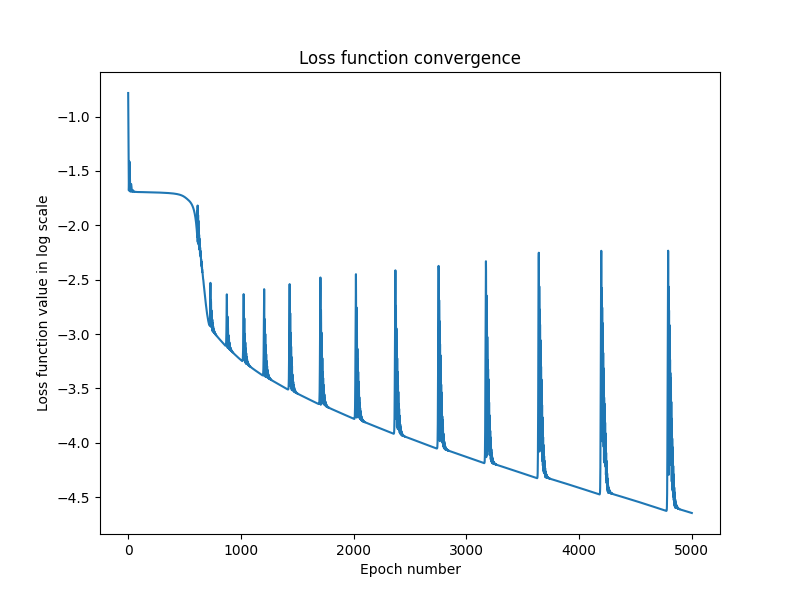 Loss function convergence
Loss function value in log scale
−1.0
−1.5
−2.0
−2.5
−3.0
−3.5
−4.0
−4.5
0 1000 2000 3000 4000 5000
Epoch number